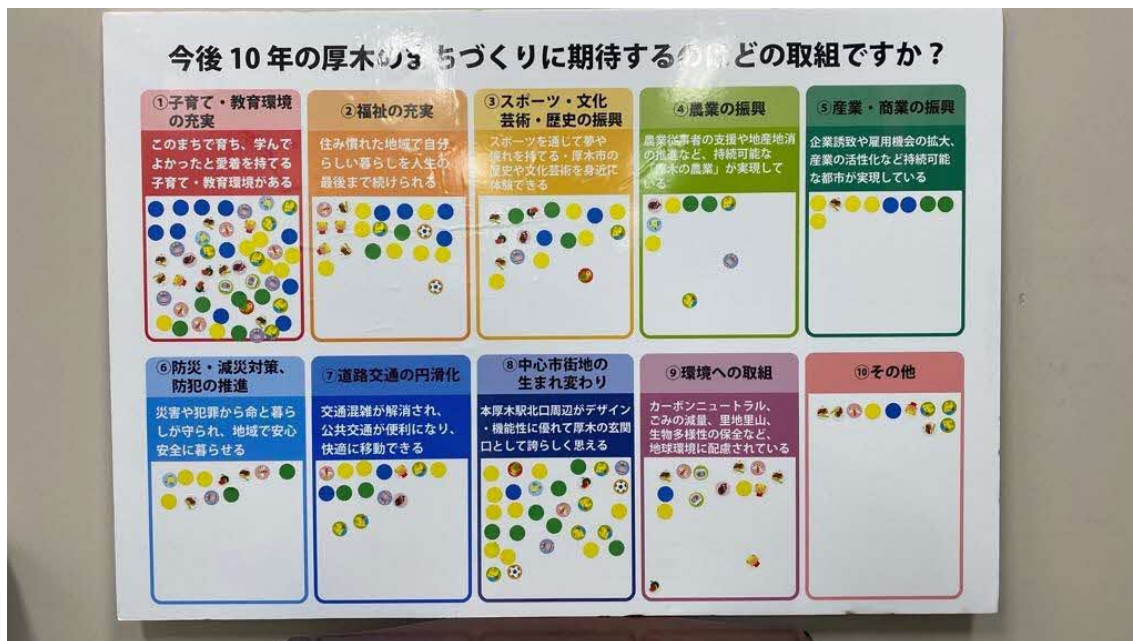 今後10年の厚木のまちづくりに期待するのはどの取組ですか？
①子育て・教育環境
の充実
このまちで育ち、学んで
よかったと愛着を持てる
子育て・教育環境がある
②福祉の充実
住み慣れた地域で自分
らしい暮らしを人生の
最後まで続けられる
③スポーツ・文化
芸術・歴史の振興
スポーツを通じて夢や
憧れを持てる・厚木市の
歴史や文化芸術を身近に
体験できる
④農業の振興
農業従事者の支援や地産地消
の推進など、持続可能な
「厚木の農業」が実現して
いる
⑤産業・商業の振興
企業誘致や雇用機会の拡大、
産業の活性化など持続可能
な都市が実現している
⑥防災・減災対策、
防犯の推進
災害や犯罪から命と暮ら
しが守られ、地域で安心
安全に暮らせる
⑦道路交通の円滑化
交通混雑が解消され、
公共交通が便利になり、
快適に移動できる
⑧中心市街地の
生まれ変わり
本厚木駅北口周辺がデザイン
・機能性に優れて厚木の玄関
口として誇らしく思える
⑨環境への取組
カーボンニュートラル、
ごみの減量、里地里山、
生物多様性の保全など、
地球環境に配慮されている
⑩その他